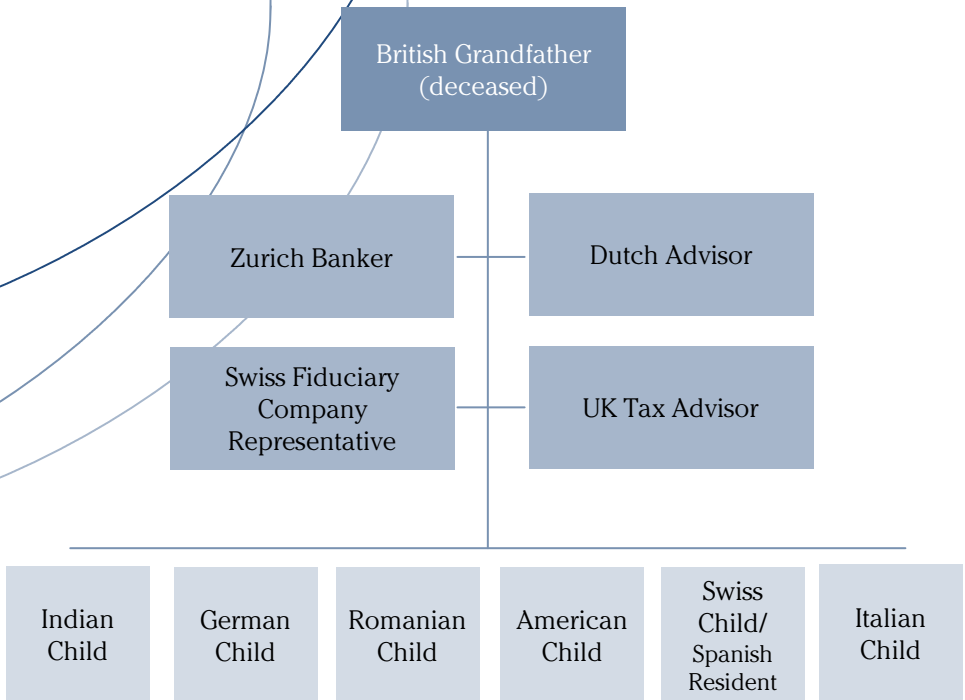 British Grandfather
(deceased)
Zurich Banker
Dutch Advisor
Swiss Fiduciary
Company
Representative
UK Tax Advisor
Indian
Child
German
Child
Romanian
Child
American
Child
Swiss
Child/
Spanish
Resident
Italian
Child